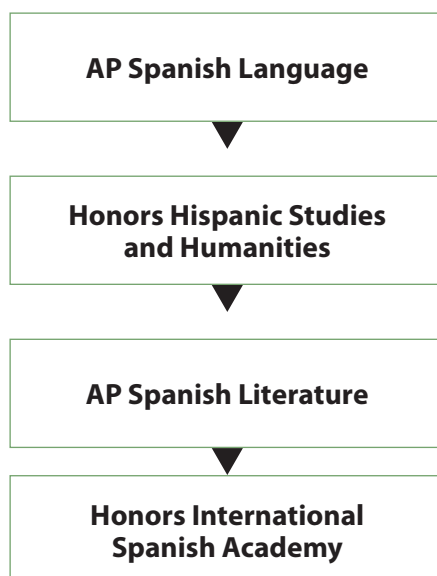 AP Spanish Language
Honors Hispanic Studies
and Humanities
AP Spanish Literature
Honors International
Spanish Academy